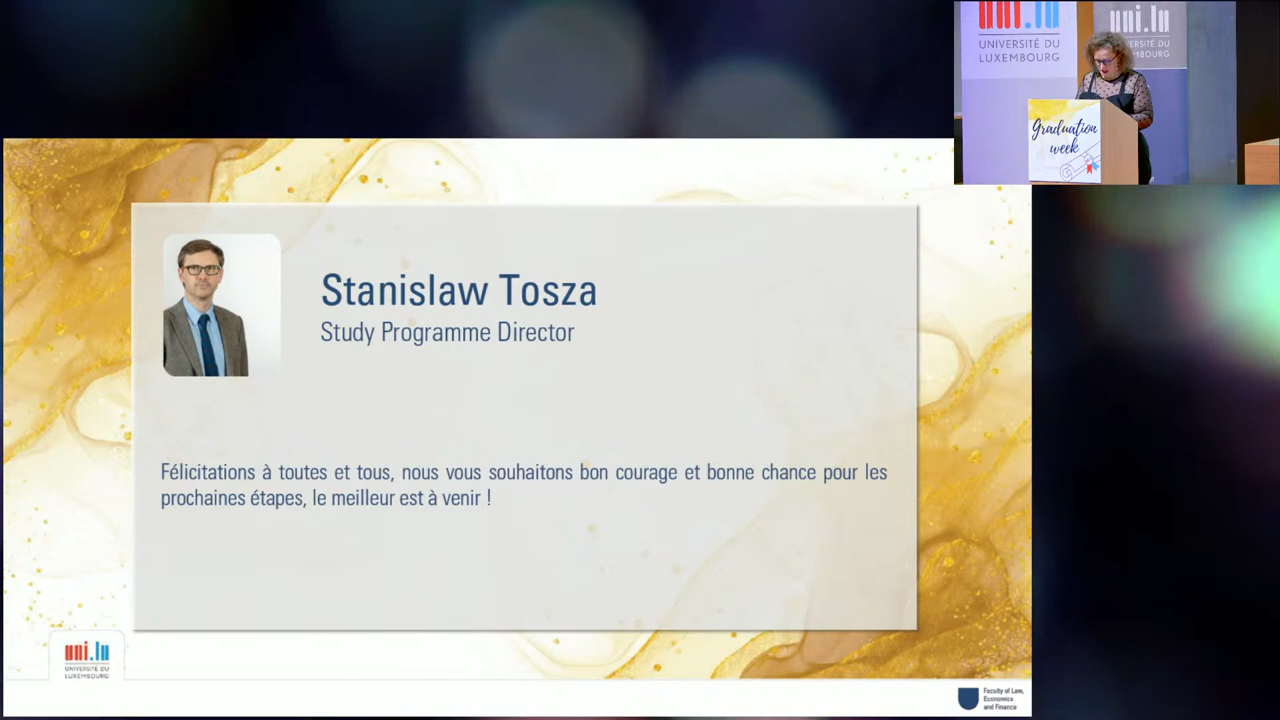 uni.lu
UNIVERSITÉ DU
LUXEMBOURG
uni.lu
UNIVERSITÉ DU
LUXEMBOURG
Graduation
week
Stanislaw Tosza
Study Programme Director
Félicitations à toutes et tous, nous vous souhaitons bon courage et bonne chance pour les
prochaines étapes, le meilleur est à venir !
uni.lu
UNIVERSITÉ DU
LUXEMBOURG
Faculty of Law,
Economics
and Finance